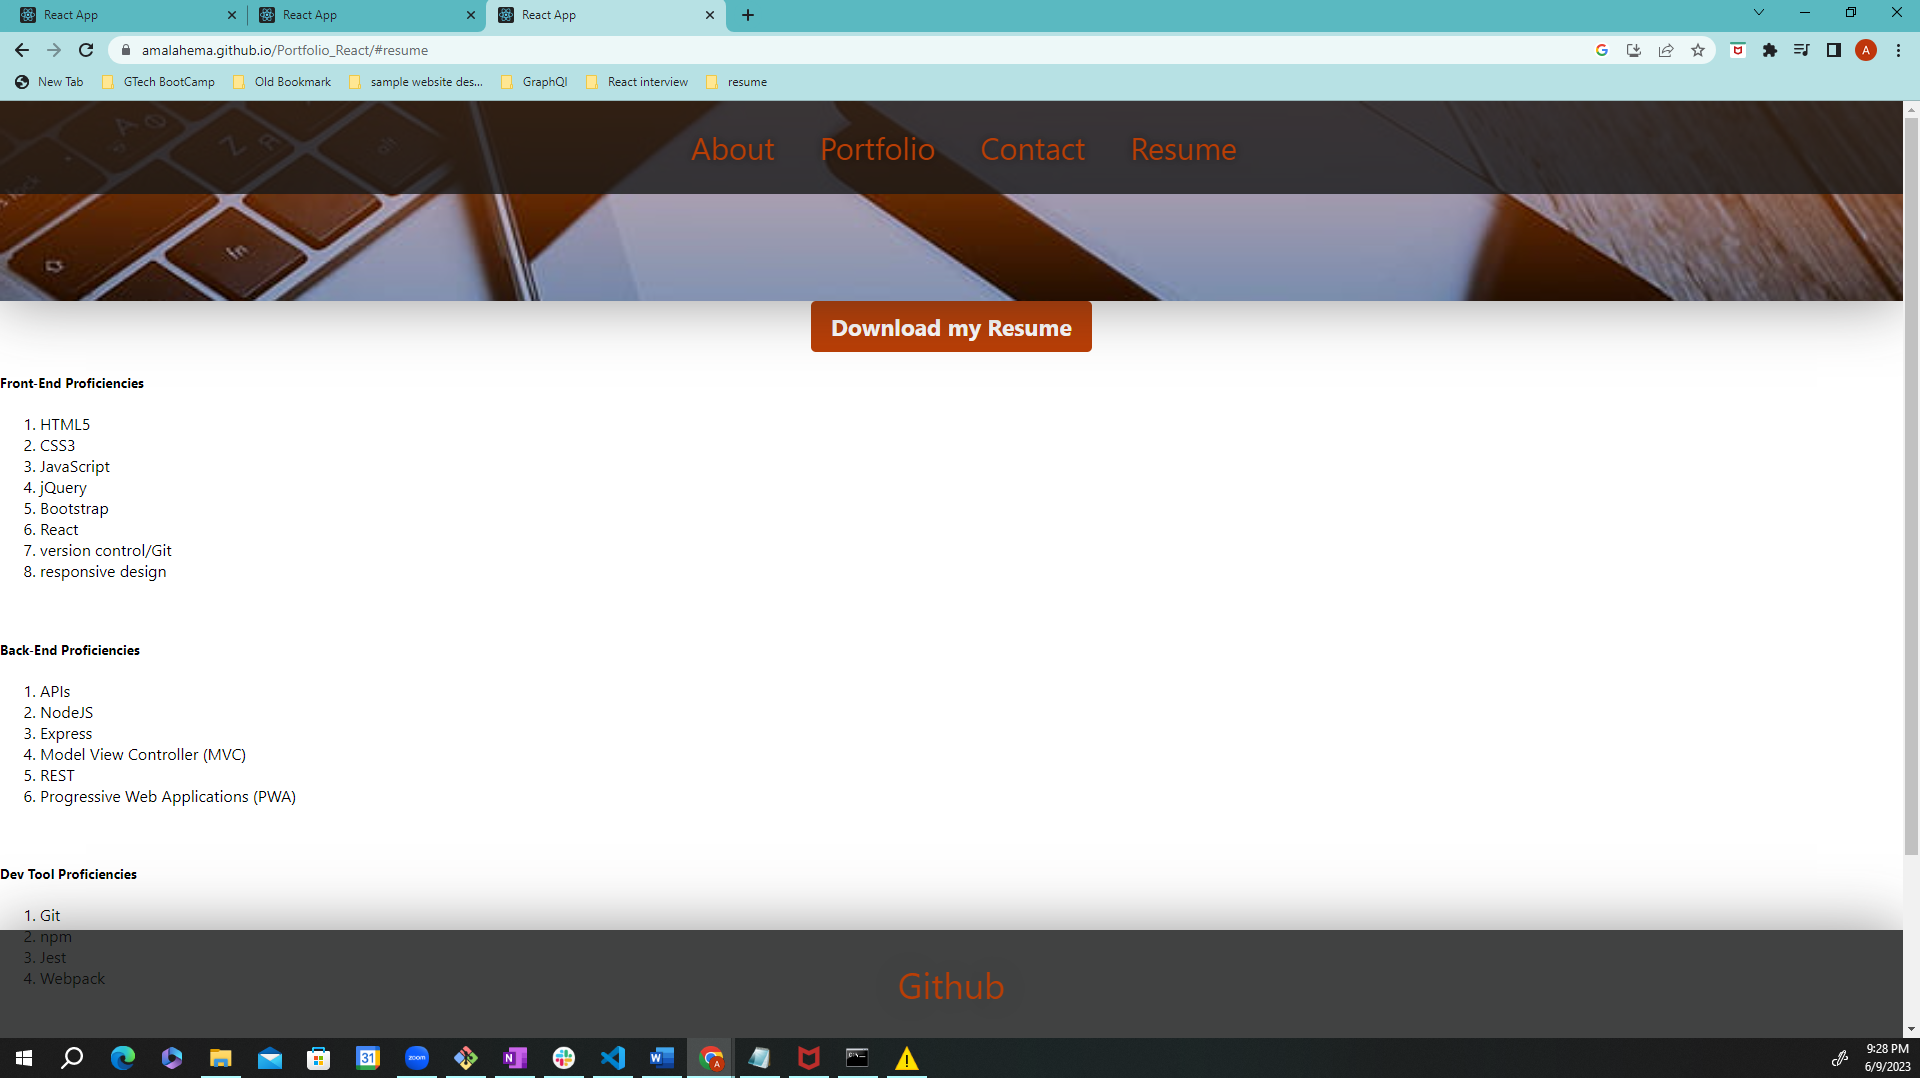 React App
React App
React App
amalahema.github.io/Portfolio_React/#resume
A
New Tab
GTech BootCamp
Old Bookmark
sample website des...
GraphQl
React interview
resume
About
Portfolio
Contact
Resume
Download my Resume
Front-End Proficiencies
1. HTML5
2. CSS3
3. JavaScript
4. jQuery
5. Bootstrap
6. React
7. version control/Git
8. responsive design
Back-End Proficiencies
1. APIs
2. NodeJS
3. Express
4. Model View Controller (MVC)
5. REST
6. Progressive Web Applications (PWA)
Dev Tool Proficiencies
1. Git
2. npm
3. Jest
4. Webpack
Github
31
zoom
9:28 PM
6/9/2023